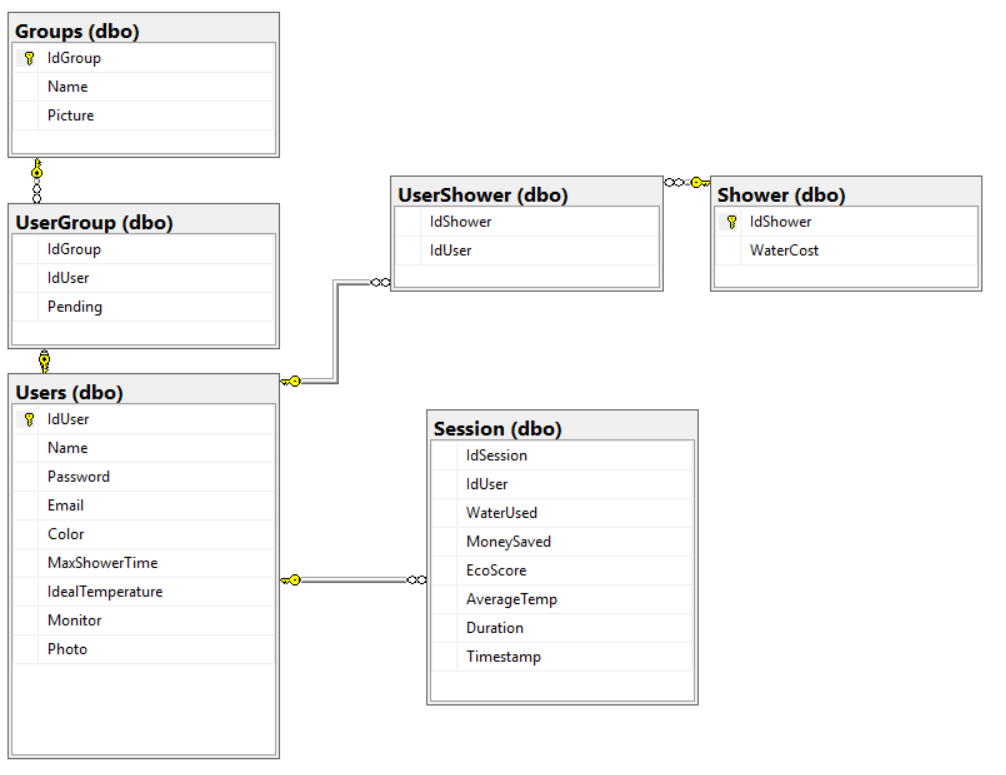 Groups (dbo)
IdGroup
Name
Picture
UserGroup (dbo)
IdGroup
IdUser
Pending
Users (dbo)
IdUser
Name
Password
Email
Color
MaxShowerTime
IdealTemperature
Monitor
Photo
UserShower (dbo)
IdShower
IdUser
Shower (dbo)
IdShower
WaterCost
Session (dbo)
IdSession
IdUser
WaterUsed
MoneySaved
EcoScore
AverageTemp
Duration
Timestamp